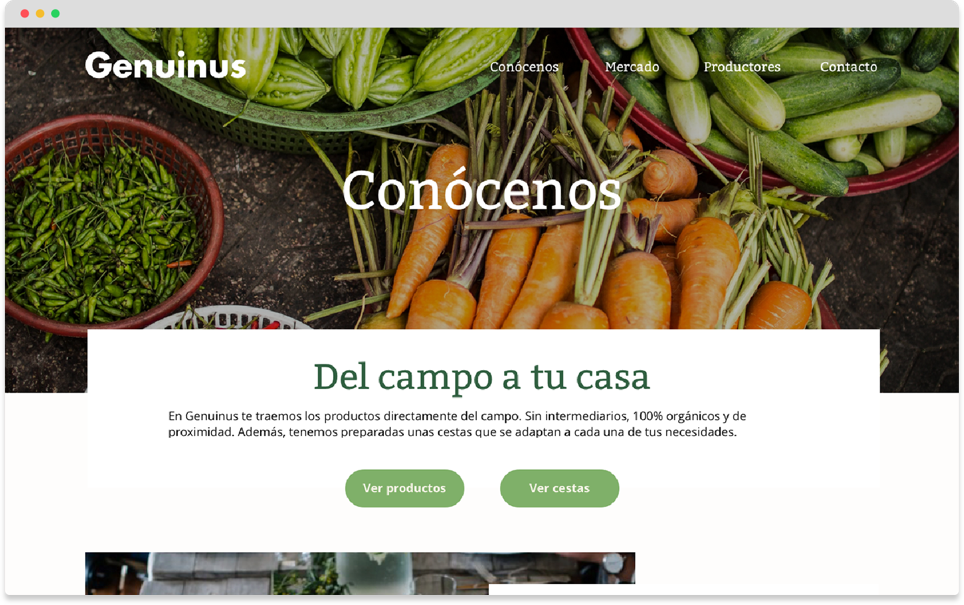 Genuinus
Conócenos Mercado Productores Contacto
Conócenos
Del campo a tu casa
En Genuinus te traemos los productos directamente del campo. Sin intermediarios, 100% orgánicos y de
proximidad. Además, tenemos preparadas unas cestas que se adaptan a cada una de tus necesidades.
Ver productos Ver cestas